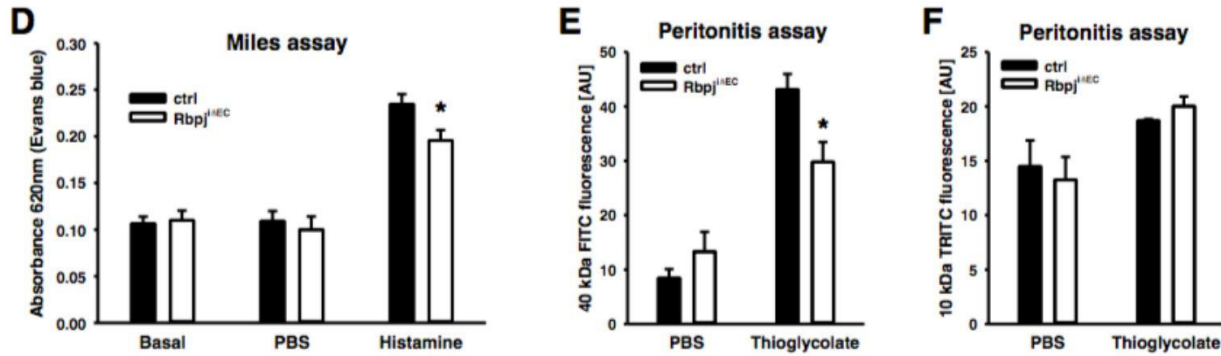 D
Miles assay
Absorbance 620nm (Evans blue)
0.30
0.25
0.20
0.15
0.10
0.05
0.00
ctrl
Rbpj^iΔEC
*
Basal PBS Histamine
E
Peritonitis assay
40 kDa FITC fluorescence [AU]
50
40
30
20
10
0
ctrl
Rbpj^iΔEC
*
PBS Thioglycolate
F
Peritonitis assay
10 kDa TRITC fluorescence [AU]
25
20
15
10
5
0
ctrl
Rbpj^iΔEC
PBS Thioglycolate